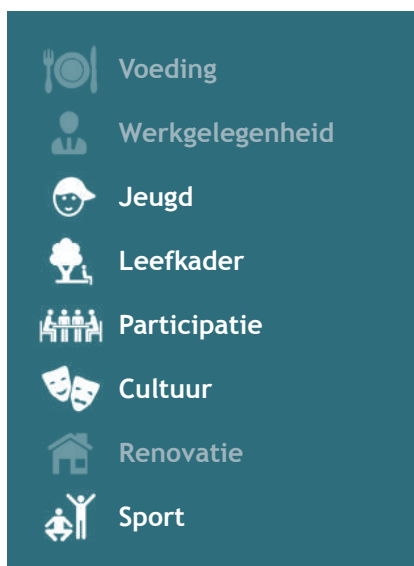 Voeding
Werkgelegenheid
Jeugd
Leefkader
Participatie
Cultuur
Renovatie
Sport